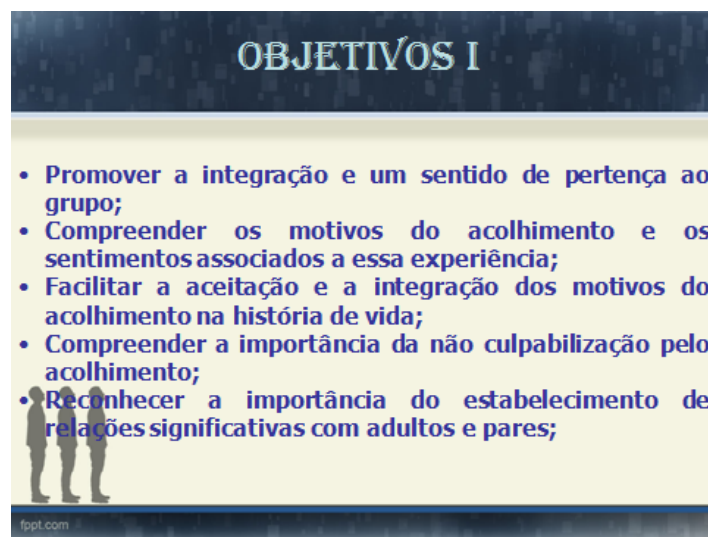 OBJETIVOS I
• Promover a integração e um sentido de pertença ao
grupo;
• Compreender os motivos do acolhimento e os
sentimentos associados a essa experiência;
• Facilitar a aceitação e a integração dos motivos do
acolhimento na história de vida;
• Compreender a importância da não culpabilização pelo
acolhimento;
• Reconhecer a importância do estabelecimento de
relações significativas com adultos e pares;
fppt.com